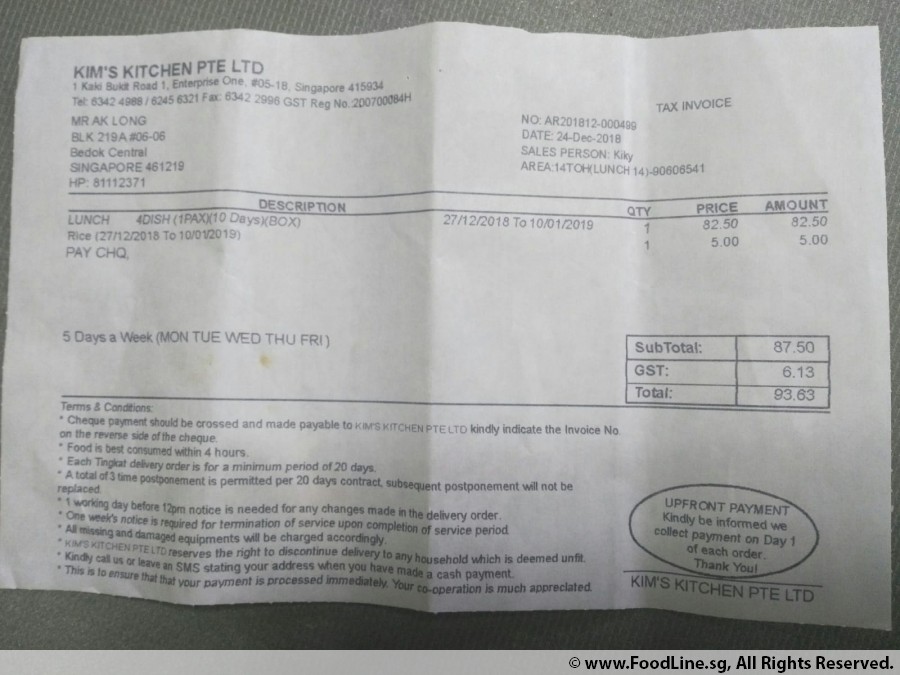 KIM'S KITCHEN PTE LTD
1 Kaki Bukit Road 1, Enterprise One, #05-18, Singapore 415934
Tel: 6342 4988 / 6245 6321 Fax: 6342 2996 GST Reg No.:200700084H
TAX INVOICE
MR AK LONG
BLK 219A #06-06
Bedok Central
SINGAPORE 461219
HP: 81112371
NO: AR201812-000499
DATE: 24-Dec-2018
SALES PERSON: Kiky
AREA:14TOH(LUNCH 14)-90606541
DESCRIPTION QTY PRICE AMOUNT
LUNCH 4DISH (1PAX)(10 Days)(BOX) 27/12/2018 To 10/01/2019 1 82.50 82.50
Rice (27/12/2018 To 10/01/2019) 1 5.00 5.00
PAY CHQ,
5 Days a Week (MON TUE WED THU FRI )
SubTotal: 87.50
GST: 6.13
Total: 93.63
Terms & Conditions:
* Cheque payment should be crossed and made payable to KIM'S KITCHEN PTE LTD kindly indicate the Invoice No.
on the reverse side of the cheque.
* Food is best consumed within 4 hours.
* Each Tingkat delivery order is for a minimum period of 20 days.
* A total of 3 time postponement is permitted per 20 days contract, subsequent postponement will not be
replaced.
* 1 working day before 12pm notice is needed for any changes made in the delivery order.
* One week's notice is required for termination of service upon completion of service period.
* All missing and damaged equipments will be charged accordingly.
* KIM'S KITCHEN PTE LTD reserves the right to discontinue delivery to any household which is deemed unfit.
* Kindly call us or leave an SMS stating your address when you have made a cash payment.
* This is to ensure that that your payment is processed immediately. Your co-operation is much appreciated.
UPFRONT PAYMENT
Kindly be informed we
collect payment on Day 1
of each order.
Thank You!
KIM'S KITCHEN PTE LTD
© www.FoodLine.sg, All Rights Reserved.